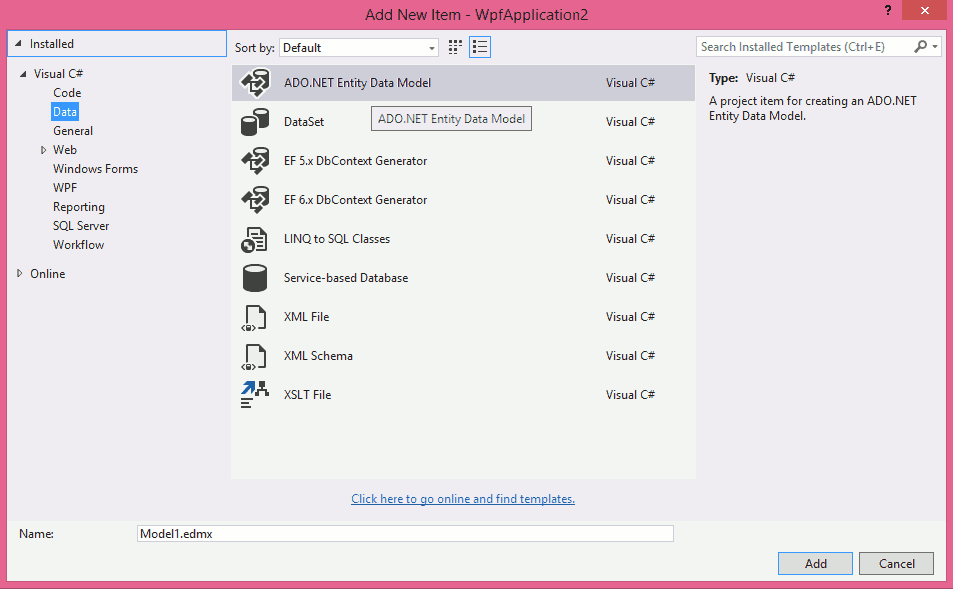 Add New Item - WpfApplication2
?
Installed
Sort by: Default
Search Installed Templates (Ctrl+E)
Visual C#
Code
Data
General
Web
Windows Forms
WPF
Reporting
SQL Server
Workflow
Online
ADO.NET Entity Data Model Visual C#
ADO.NET Entity Data Model
DataSet Visual C#
EF 5.x DbContext Generator Visual C#
EF 6.x DbContext Generator Visual C#
LINQ to SQL Classes Visual C#
Service-based Database Visual C#
XML File Visual C#
XML Schema Visual C#
XSLT File Visual C#
Type: Visual C#
A project item for creating an ADO.NET
Entity Data Model.
Click here to go online and find templates.
Name: Model1.edmx
Add Cancel